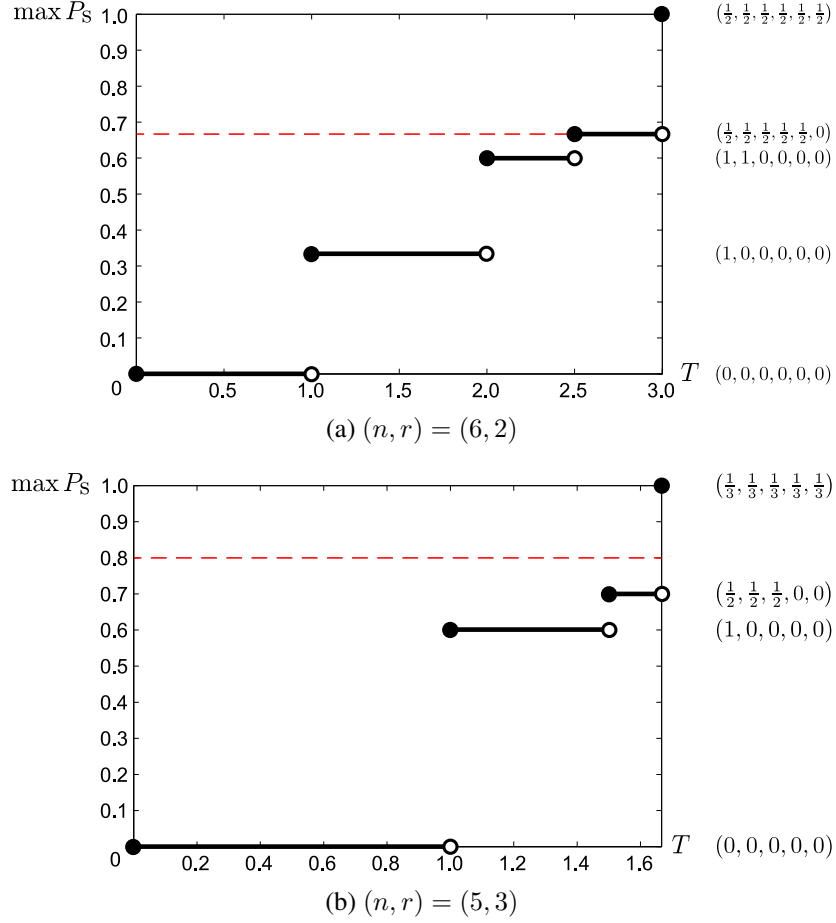 max P_S
1.0
0.9
0.8
0.7
0.6
0.5
0.4
0.3
0.2
0.1
0
0.5
1.0
1.5
2.0
2.5
3.0
T
(1/2, 1/2, 1/2, 1/2, 1/2, 1/2)
(1/2, 1/2, 1/2, 1/2, 1/2, 0)
(1, 1, 0, 0, 0, 0)
(1, 0, 0, 0, 0, 0)
(0, 0, 0, 0, 0, 0)
(a) (n, r) = (6, 2)
max P_S
1.0
0.9
0.8
0.7
0.6
0.5
0.4
0.3
0.2
0.1
0
0.2
0.4
0.6
0.8
1.0
1.2
1.4
1.6
T
(1/3, 1/3, 1/3, 1/3, 1/3)
(1/2, 1/2, 1/2, 0, 0)
(1, 0, 0, 0, 0)
(0, 0, 0, 0, 0)
(b) (n, r) = (5, 3)